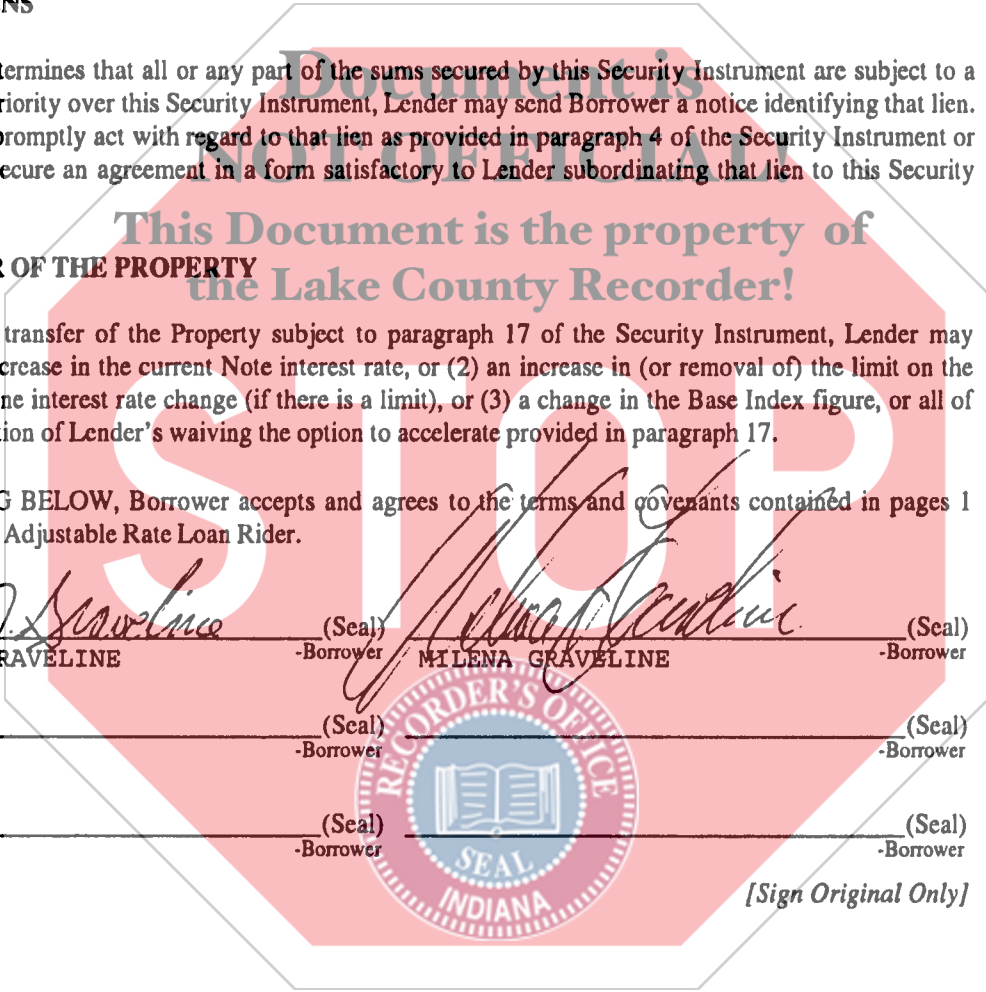 NS
Document is
termines that all or any part of the sums secured by this Security Instrument are subject to a
riority over this Security Instrument, Lender may send Borrower a notice identifying that lien.
promptly act with regard to that lien as provided in paragraph 4 of the Security Instrument or
NOT OFFICIAL!
ecure an agreement in a form satisfactory to Lender subordinating that lien to this Security
This Document is the property of
R OF THE PROPERTY
the Lake County Recorder!
transfer of the Property subject to paragraph 17 of the Security Instrument, Lender may
crease in the current Note interest rate, or (2) an increase in (or removal of) the limit on the
ne interest rate change (if there is a limit), or (3) a change in the Base Index figure, or all of
tion of Lender's waiving the option to accelerate provided in paragraph 17.
STOP
G BELOW, Borrower accepts and agrees to the terms and covenants contained in pages 1
Adjustable Rate Loan Rider.
Graveline (Seal) Milena Graveline (Seal)
RAVELINE -Borrower MILENA GRAVELINE -Borrower
(Seal) (Seal)
-Borrower -Borrower
(Seal) (Seal)
-Borrower -Borrower
RECORDER'S OFFICE
SEAL
INDIANA
[Sign Original Only]